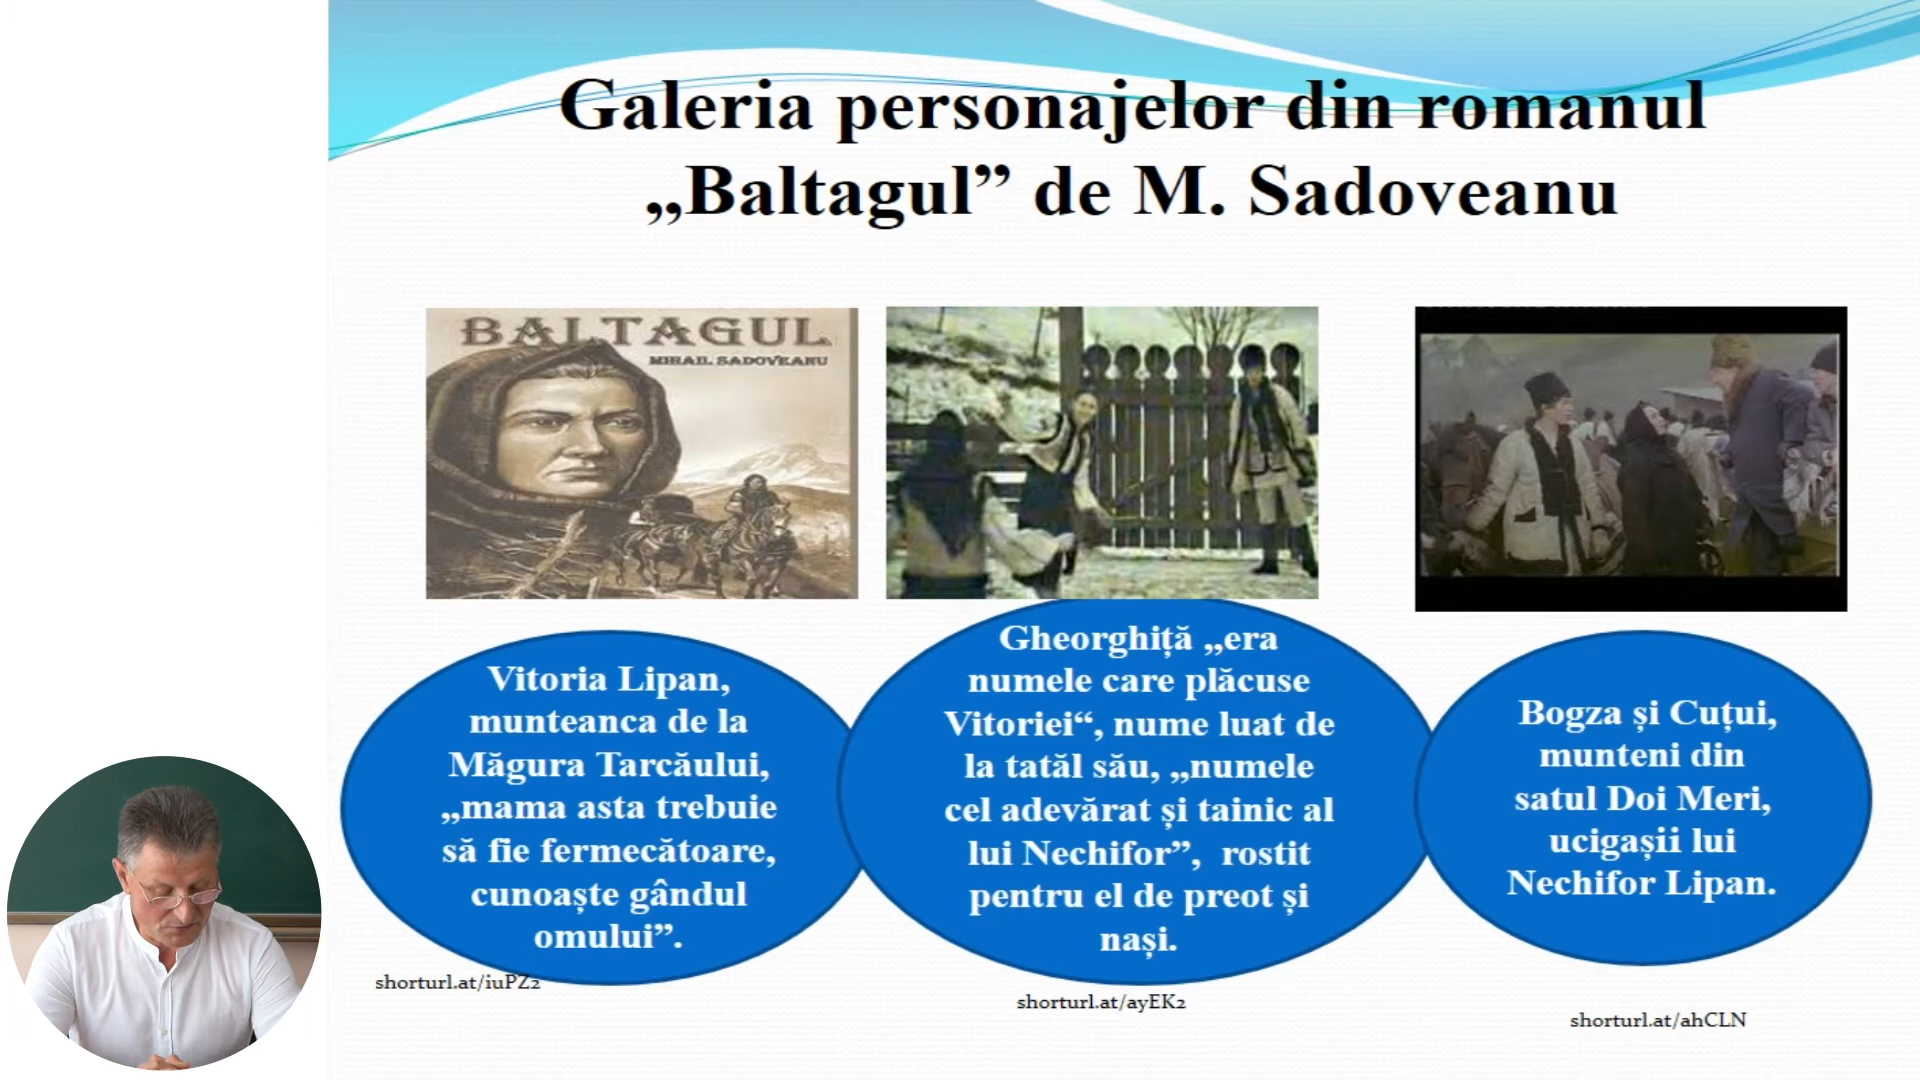 Galeria personajelor din romanul
„Baltagul” de M. Sadoveanu
BALTAGUL
MIHAIL SADOVEANU
Vitoria Lipan,
munteanca de la
Măgura Tarcăului,
„mama asta trebuie
să fie fermecătoare,
cunoaște gândul
omului”.
shorturl.at/iuPZ2
Gheorghiță „era
numele care plăcuse
Vitoriei“, nume luat de
la tatăl său, „numele
cel adevărat și tainic al
lui Nechifor”, rostit
pentru el de preot și
nași.
shorturl.at/ayEK2
Bogza și Cuțui,
munteni din
satul Doi Meri,
ucigașii lui
Nechifor Lipan.
shorturl.at/ahCLN